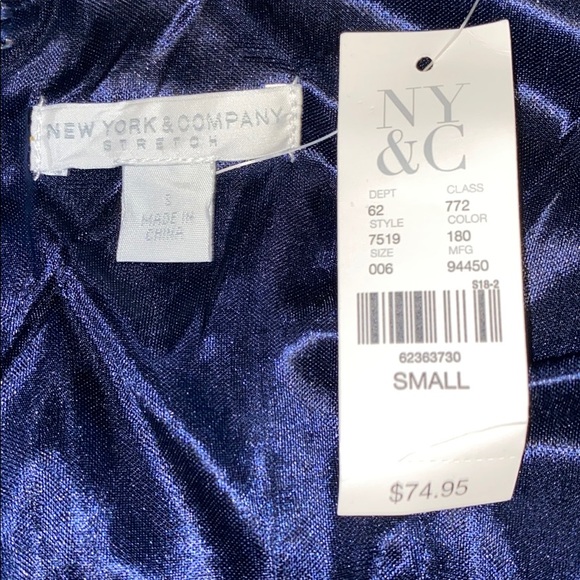 NEW YORK & COMPANY
STRETCH
S
MADE IN
CHINA
NY
&C
DEPT CLASS
62 772
STYLE COLOR
7519 180
SIZE MFG
006 94450
S18-2
62363730
SMALL
$74.95